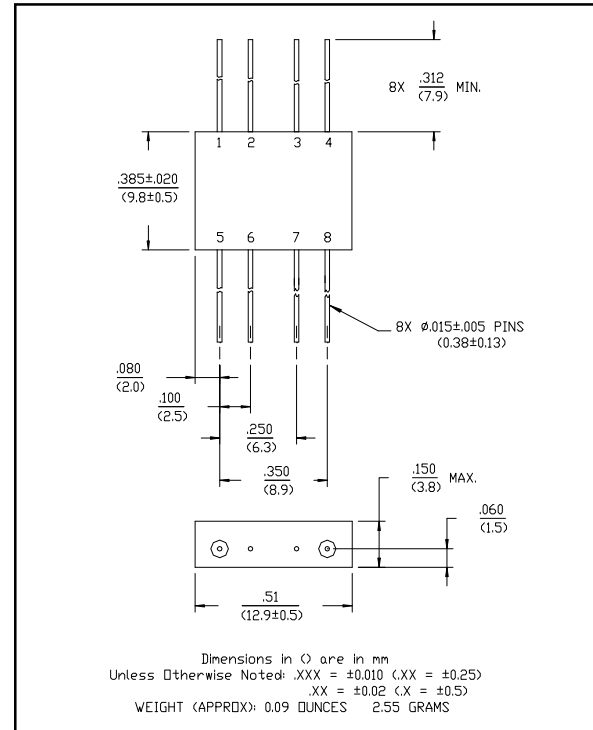 8X .312 MIN.
(7.9)
1 2 3 4
.385±.020
(9.8±0.5)
5 6 7 8
8X Ø.015±.005 PINS
(0.38±0.13)
.080
(2.0)
.100
(2.5)
.250
(6.3)
.350
(8.9)
.150 MAX.
(3.8)
.060
(1.5)
.51
(12.9±0.5)
Dimensions in () are in mm
Unless Otherwise Noted: .XXX = ±0.010 (.XX = ±0.25)
.XX = ±0.02 (.X = ±0.5)
WEIGHT (APPROX): 0.09 OUNCES 2.55 GRAMS